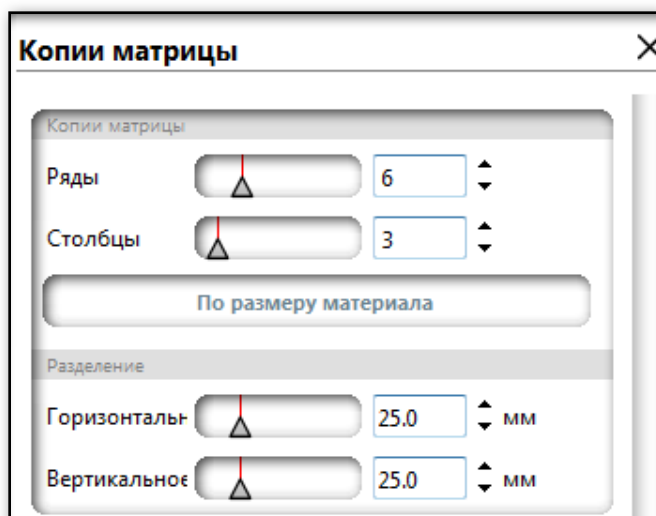 Копии матрицы
Копии матрицы
Ряды 6
Столбцы 3
По размеру материала
Разделение
Горизонтальн 25.0 мм
Вертикальное 25.0 мм